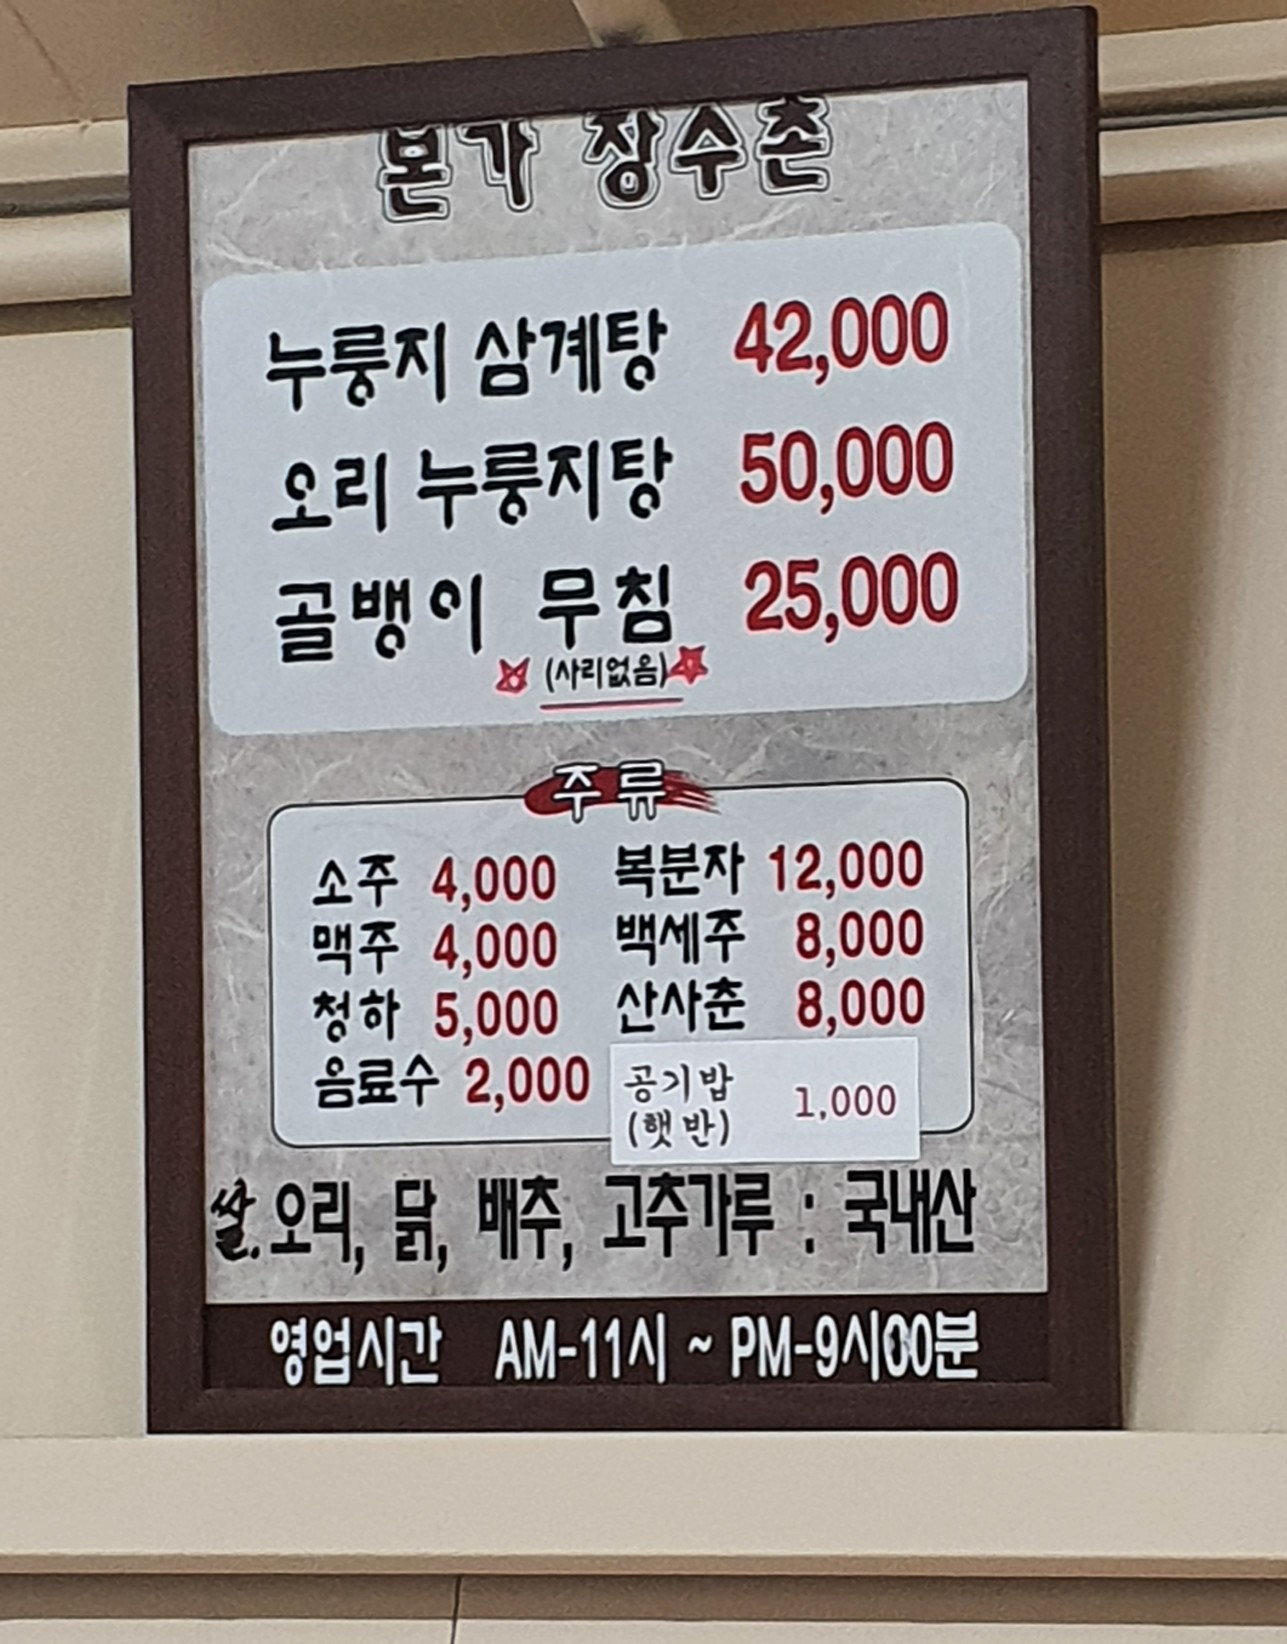 본가 장수촌
누룽지 삼계탕 42,000
오리 누룽지탕 50,000
골뱅이 무침 25,000
(사리없음)
주류
소주 4,000 복분자 12,000
맥주 4,000 백세주 8,000
청하 5,000 산사춘 8,000
음료수 2,000 공기밥 1,000
(햇반)
쌀. 오리, 닭, 배추, 고추가루 : 국내산
영업시간 AM-11시 ~ PM-9시00분